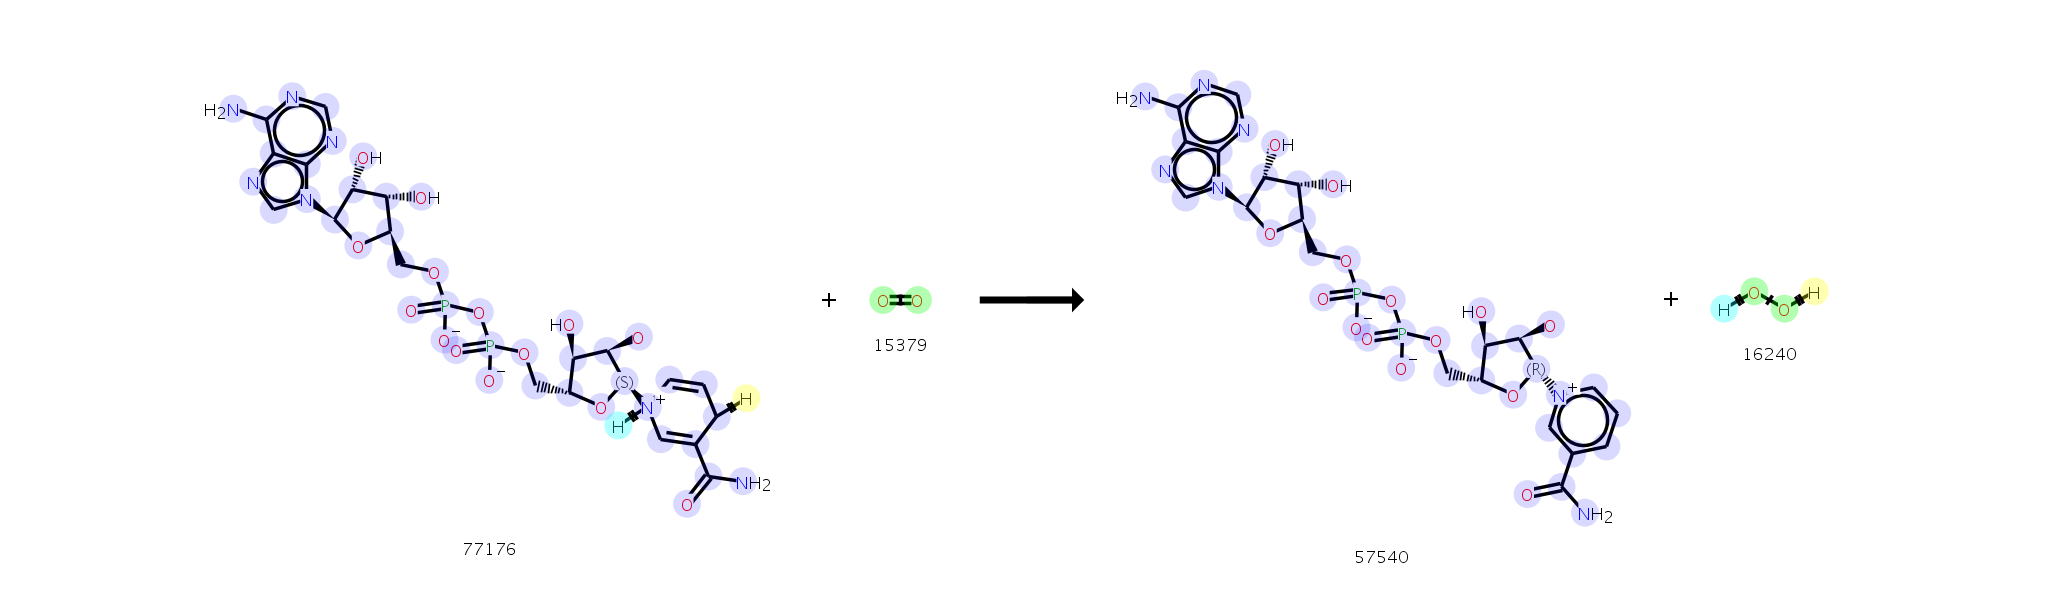 H2N N N N N OH OH O
O O P O O− O P O O−
HO O (S) O N+ H H
O NH2
77176
+
O O
15379
H2N N N N N OH OH O
O O P O O− O P O O−
HO O (R) O N+
O NH2
57540
+
H O O H
16240